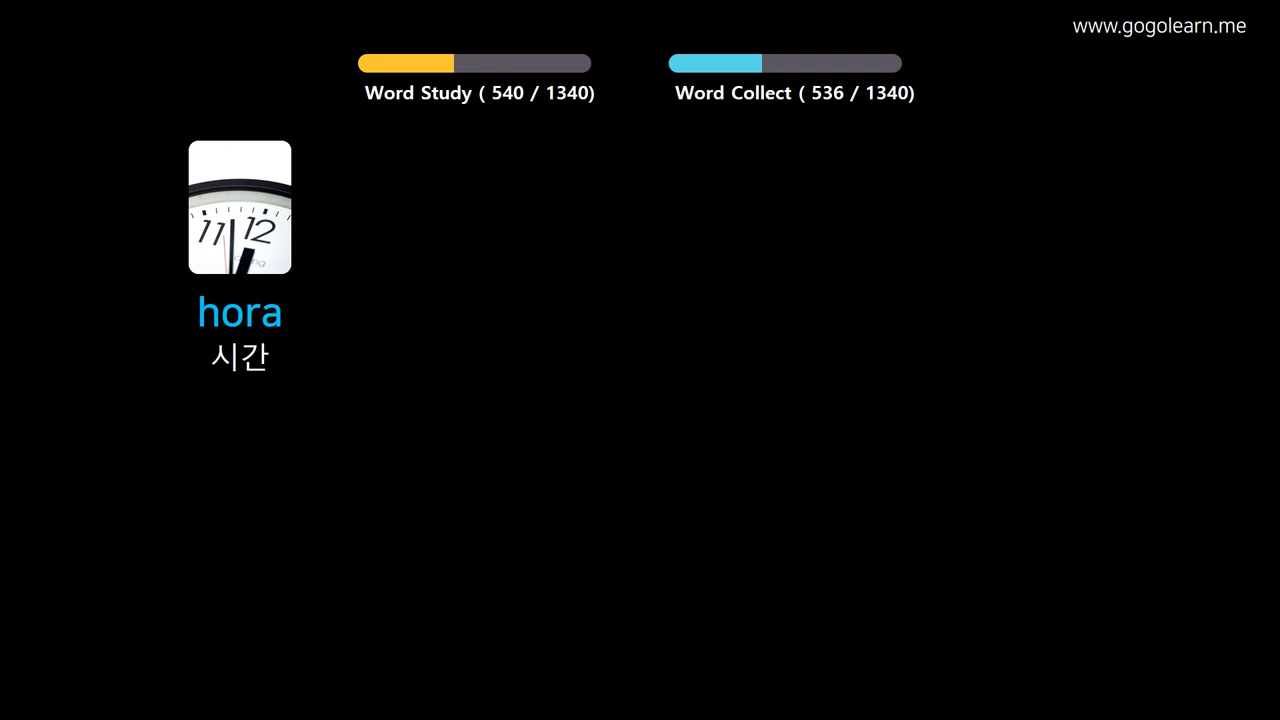 www.gogolearn.me
Word Study ( 540 / 1340)
Word Collect ( 536 / 1340)
11 12
hora
시간